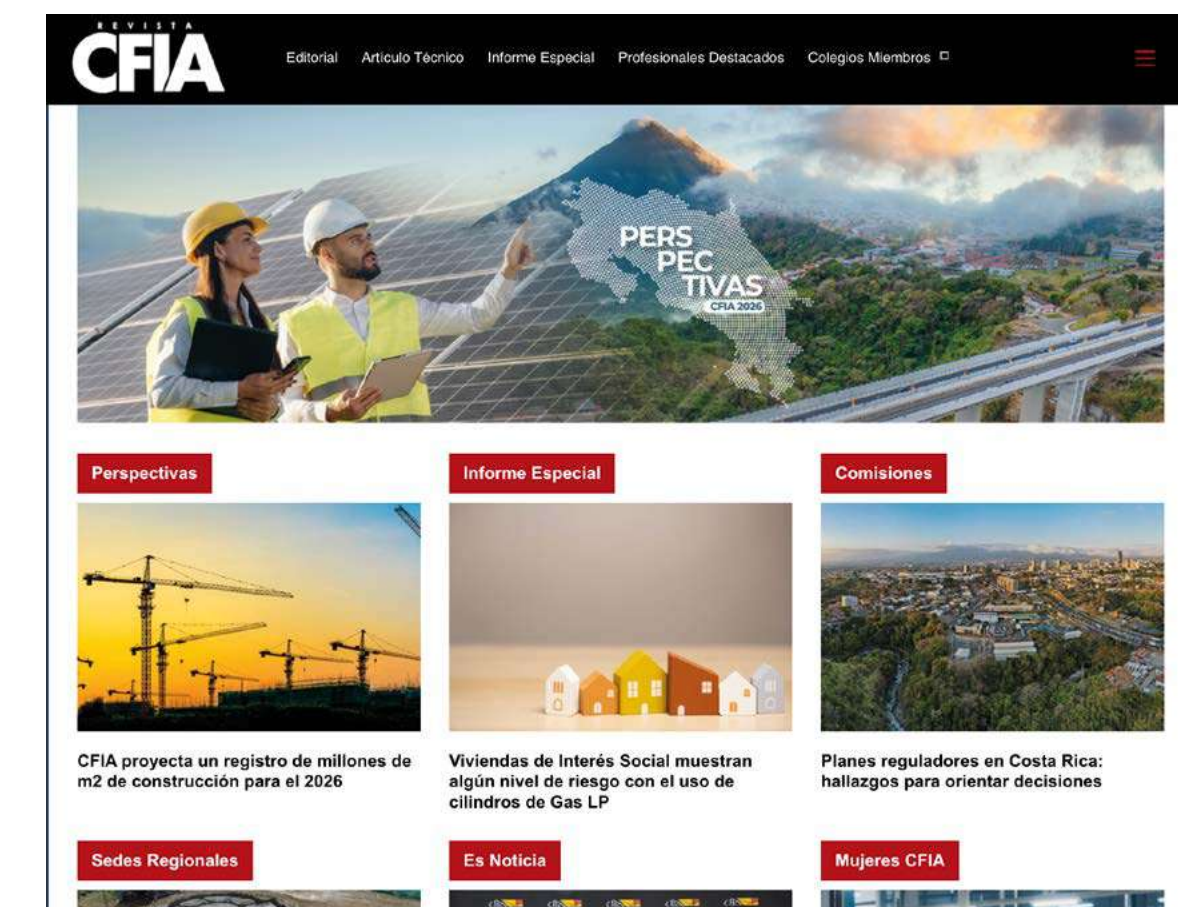 REVISTA
CFIA
Editorial
Artículo Técnico
Informe Especial
Profesionales Destacados
Colegios Miembros
PERS
PEC
TIVAS
CFIA 2026
Perspectivas
Informe Especial
Comisiones
CFIA proyecta un registro de millones de
m2 de construcción para el 2026
Viviendas de Interés Social muestran
algún nivel de riesgo con el uso de
cilindros de Gas LP
Planes reguladores en Costa Rica:
hallazgos para orientar decisiones
Sedes Regionales
Es Noticia
Mujeres CFIA